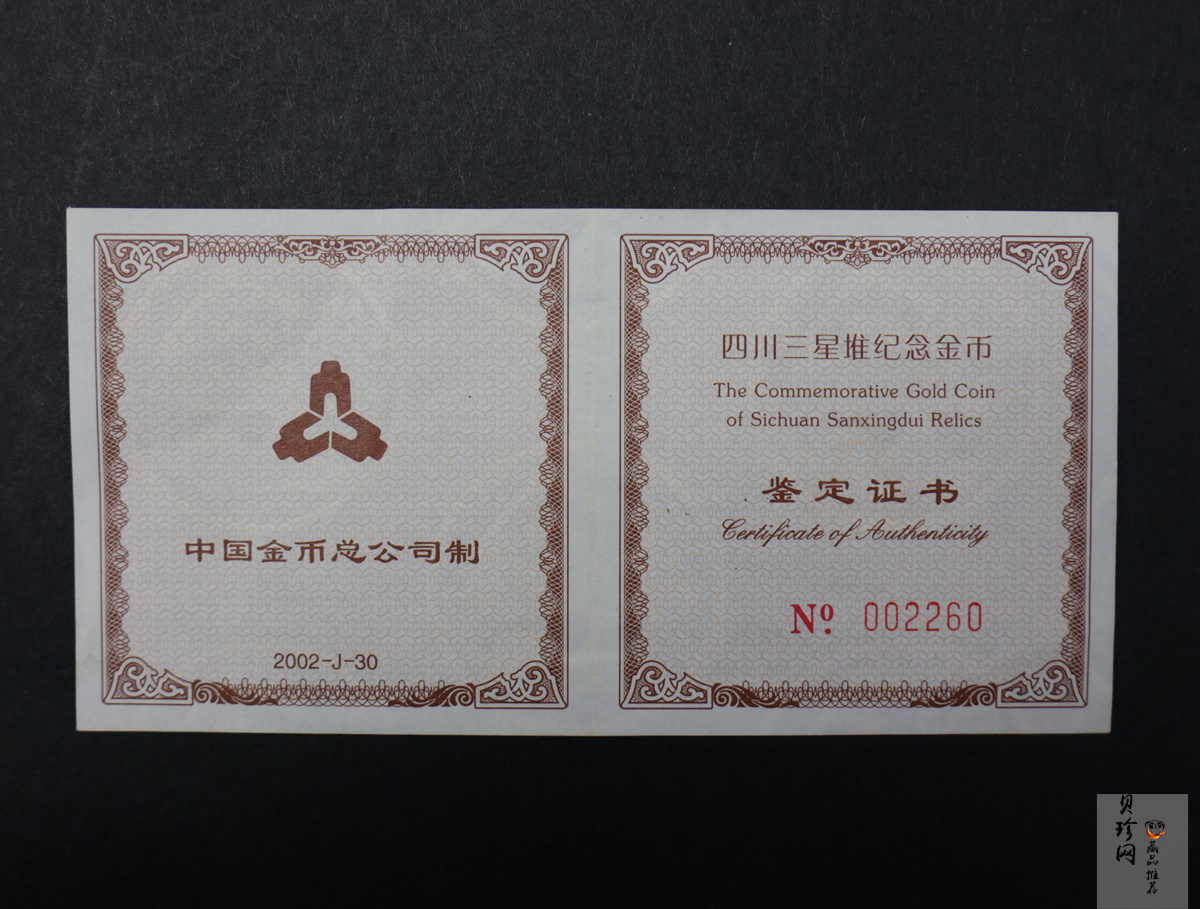 中国金币总公司制
2002-J-30
四川三星堆纪念金币
The Commemorative Gold Coin
of Sichuan Sanxingdui Relics
鉴定证书
Certificate of Authenticity
Nº 002260
贝珍网
藏品推荐